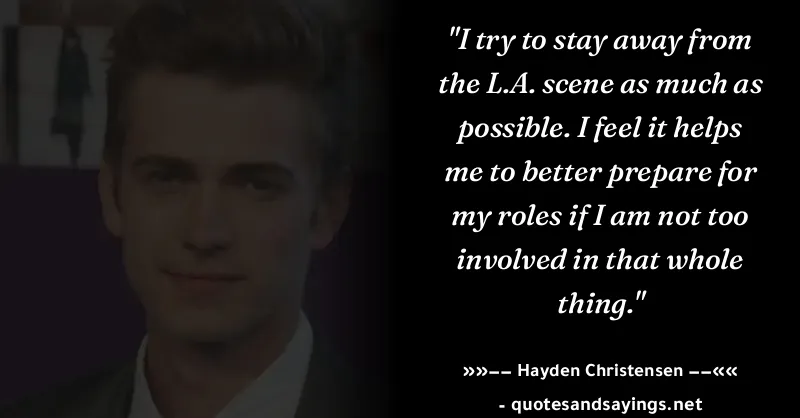 "I try to stay away from
the L.A. scene as much as
possible. I feel it helps
me to better prepare for
my roles if I am not too
involved in that whole
thing."
»»–– Hayden Christensen ––««
- quotesandsayings.net